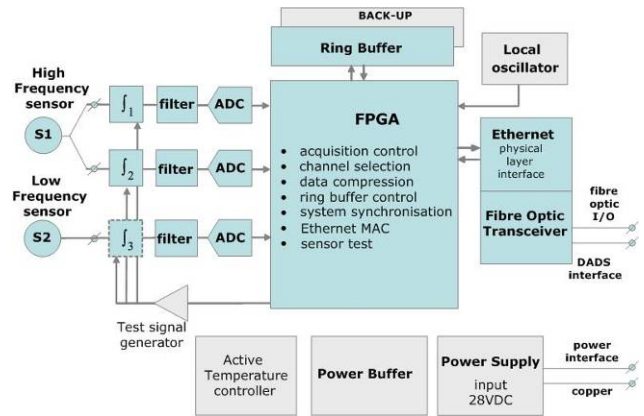 BACK-UP
Ring Buffer
Local
oscillator
High
Frequency
sensor
S1
∫1
filter
ADC
∫2
filter
ADC
Low
Frequency
sensor
S2
∫3
filter
ADC
FPGA
• acquisition control
• channel selection
• data compression
• ring buffer control
• system synchronisation
• Ethernet MAC
• sensor test
Ethernet
physical
layer
interface
Fibre Optic
Transceiver
fibre
optic
I/O
DADS
interface
Test signal
generator
Active
Temperature
controller
Power Buffer
Power Supply
input
28VDC
power
interface
copper